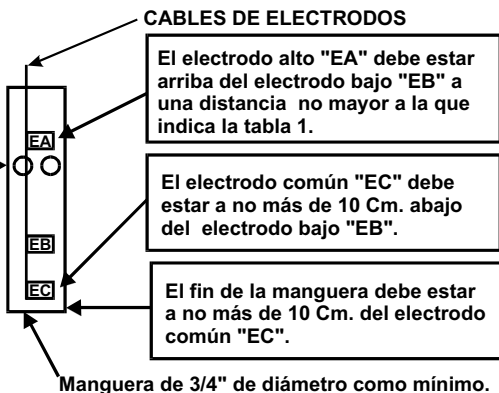 CABLES DE ELECTRODOS
El electrodo alto "EA" debe estar
arriba del electrodo bajo "EB" a
una distancia no mayor a la que
indica la tabla 1.
EA
El electrodo común "EC" debe
estar a no más de 10 Cm. abajo
del electrodo bajo "EB".
EB
EC
El fin de la manguera debe estar
a no más de 10 Cm. del electrodo
común "EC".
Manguera de 3/4" de diámetro como mínimo.